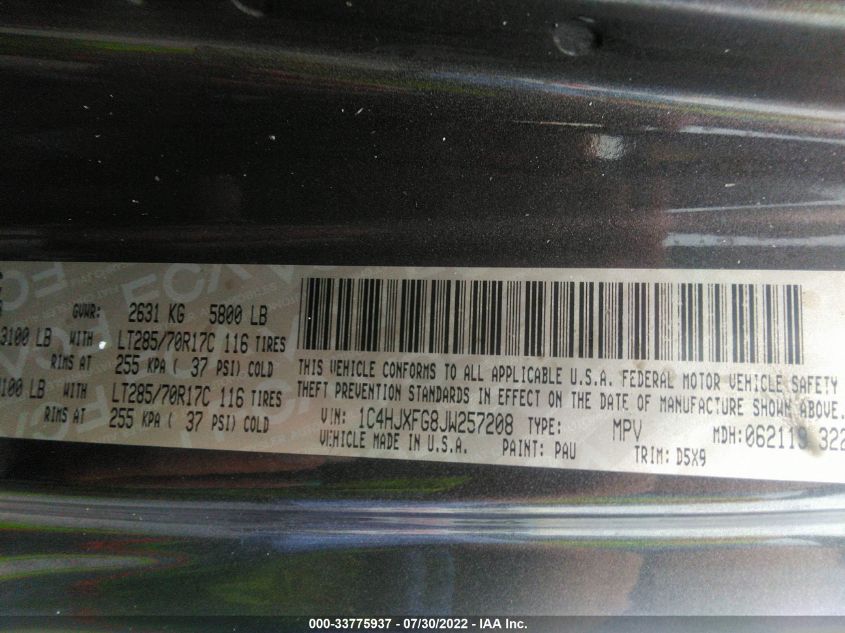 GVWR: 2631 KG 5800 LB
3100 LB WITH LT285/70R17C 116 TIRES
RIMS AT 255 KPA ( 37 PSI) COLD
100 LB WITH LT285/70R17C 116 TIRES
RIMS AT 255 KPA ( 37 PSI) COLD
THIS VEHICLE CONFORMS TO ALL APPLICABLE U.S.A. FEDERAL MOTOR VEHICLE SAFETY
THEFT PREVENTION STANDARDS IN EFFECT ON THE DATE OF MANUFACTURE SHOWN ABOVE.
VIN: 1C4HJXFG8JW257208 TYPE: MPV MDH: 062119 322
VEHICLE MADE IN U.S.A. PAINT: PAU TRIM: D5X9
000-33775937 - 07/30/2022 - IAA Inc.